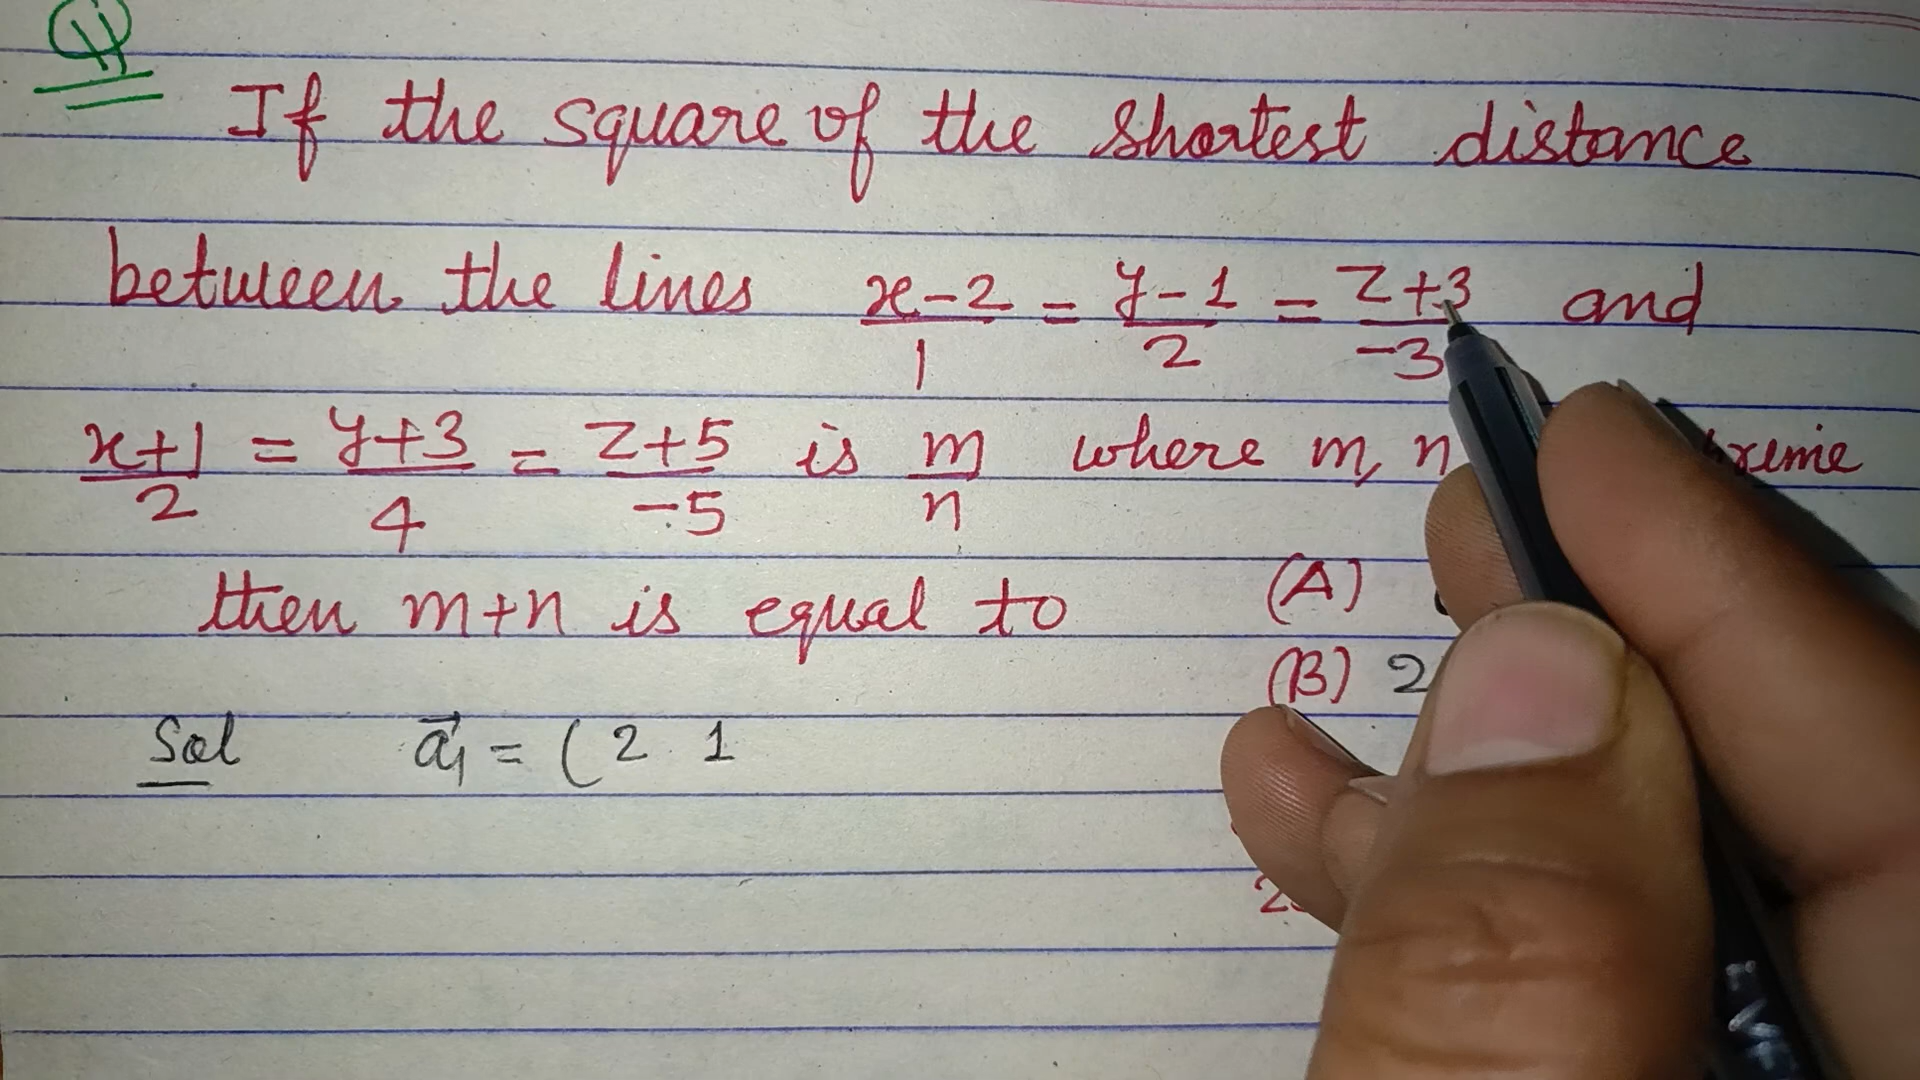 If the square of the shortest distance
between the lines x-2/1 = y-1/2 = z+3/-3 and
x+1/2 = y+3/4 = z+5/-5 is m/n where m, n
then m+n is equal to (A)
(B) 2
Sol a⃗₁ = ( 2 1